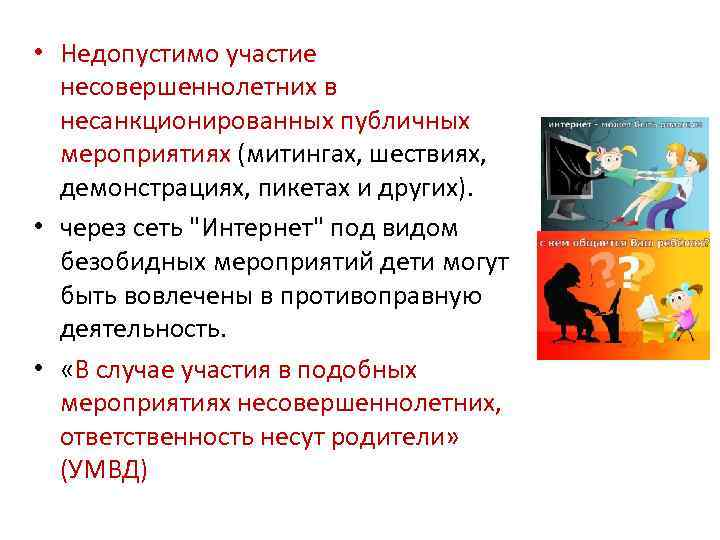 • Недопустимо участие
несовершеннолетних в
несанкционированных публичных
мероприятиях (митингах, шествиях,
демонстрациях, пикетах и других).
• через сеть "Интернет" под видом
безобидных мероприятий дети могут
быть вовлечены в противоправную
деятельность.
• «В случае участия в подобных
мероприятиях несовершеннолетних,
ответственность несут родители»
(УМВД)
интернет - может быть опасным!
с кем общается Ваш ребёнок?
???